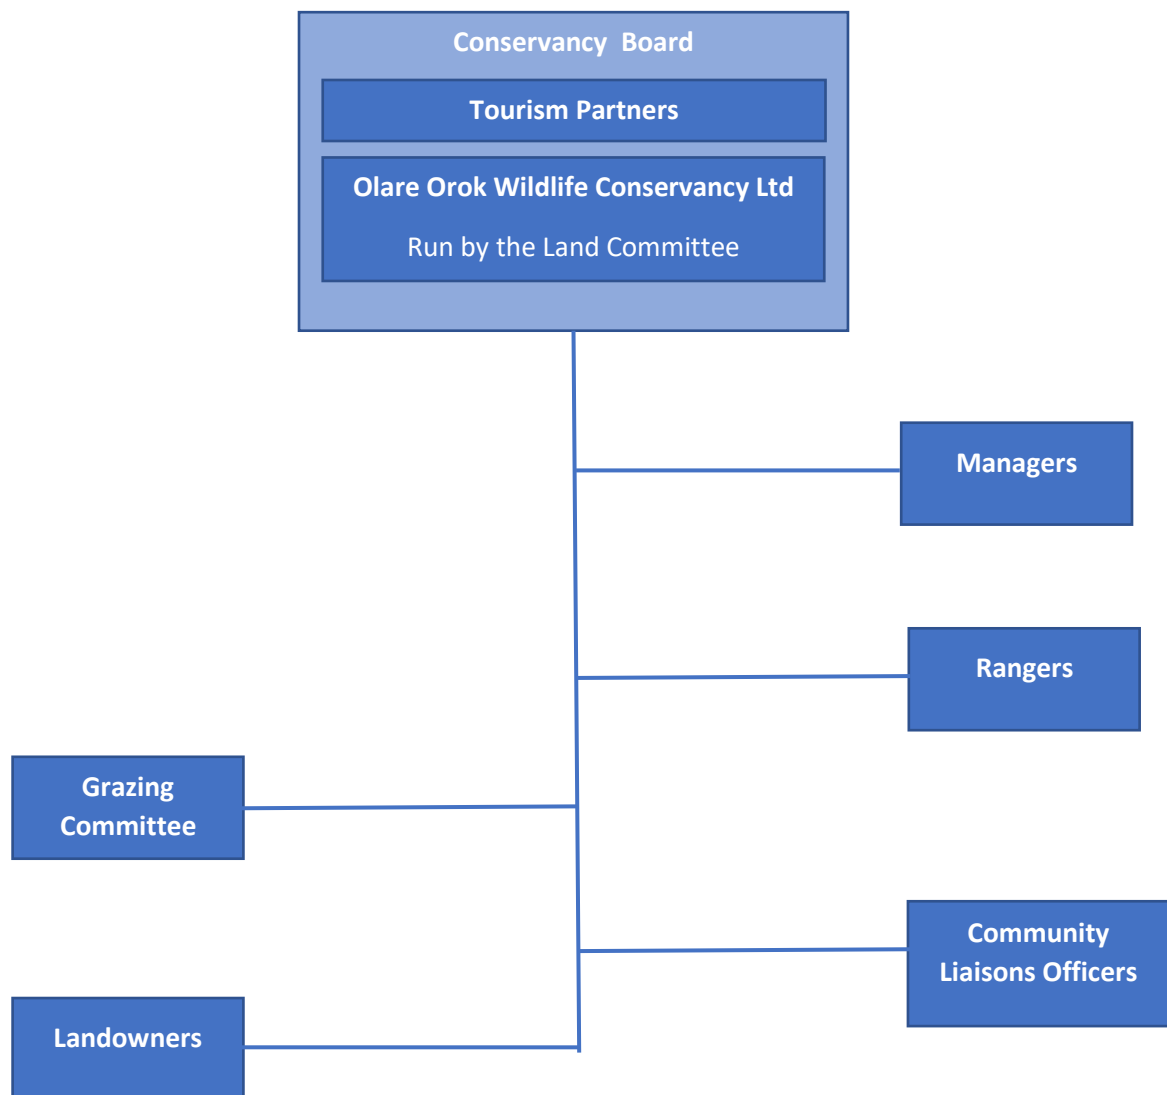 Conservancy Board
Tourism Partners
Olare Orok Wildlife Conservancy Ltd
Run by the Land Committee
Managers
Rangers
Grazing
Committee
Community
Liaisons Officers
Landowners